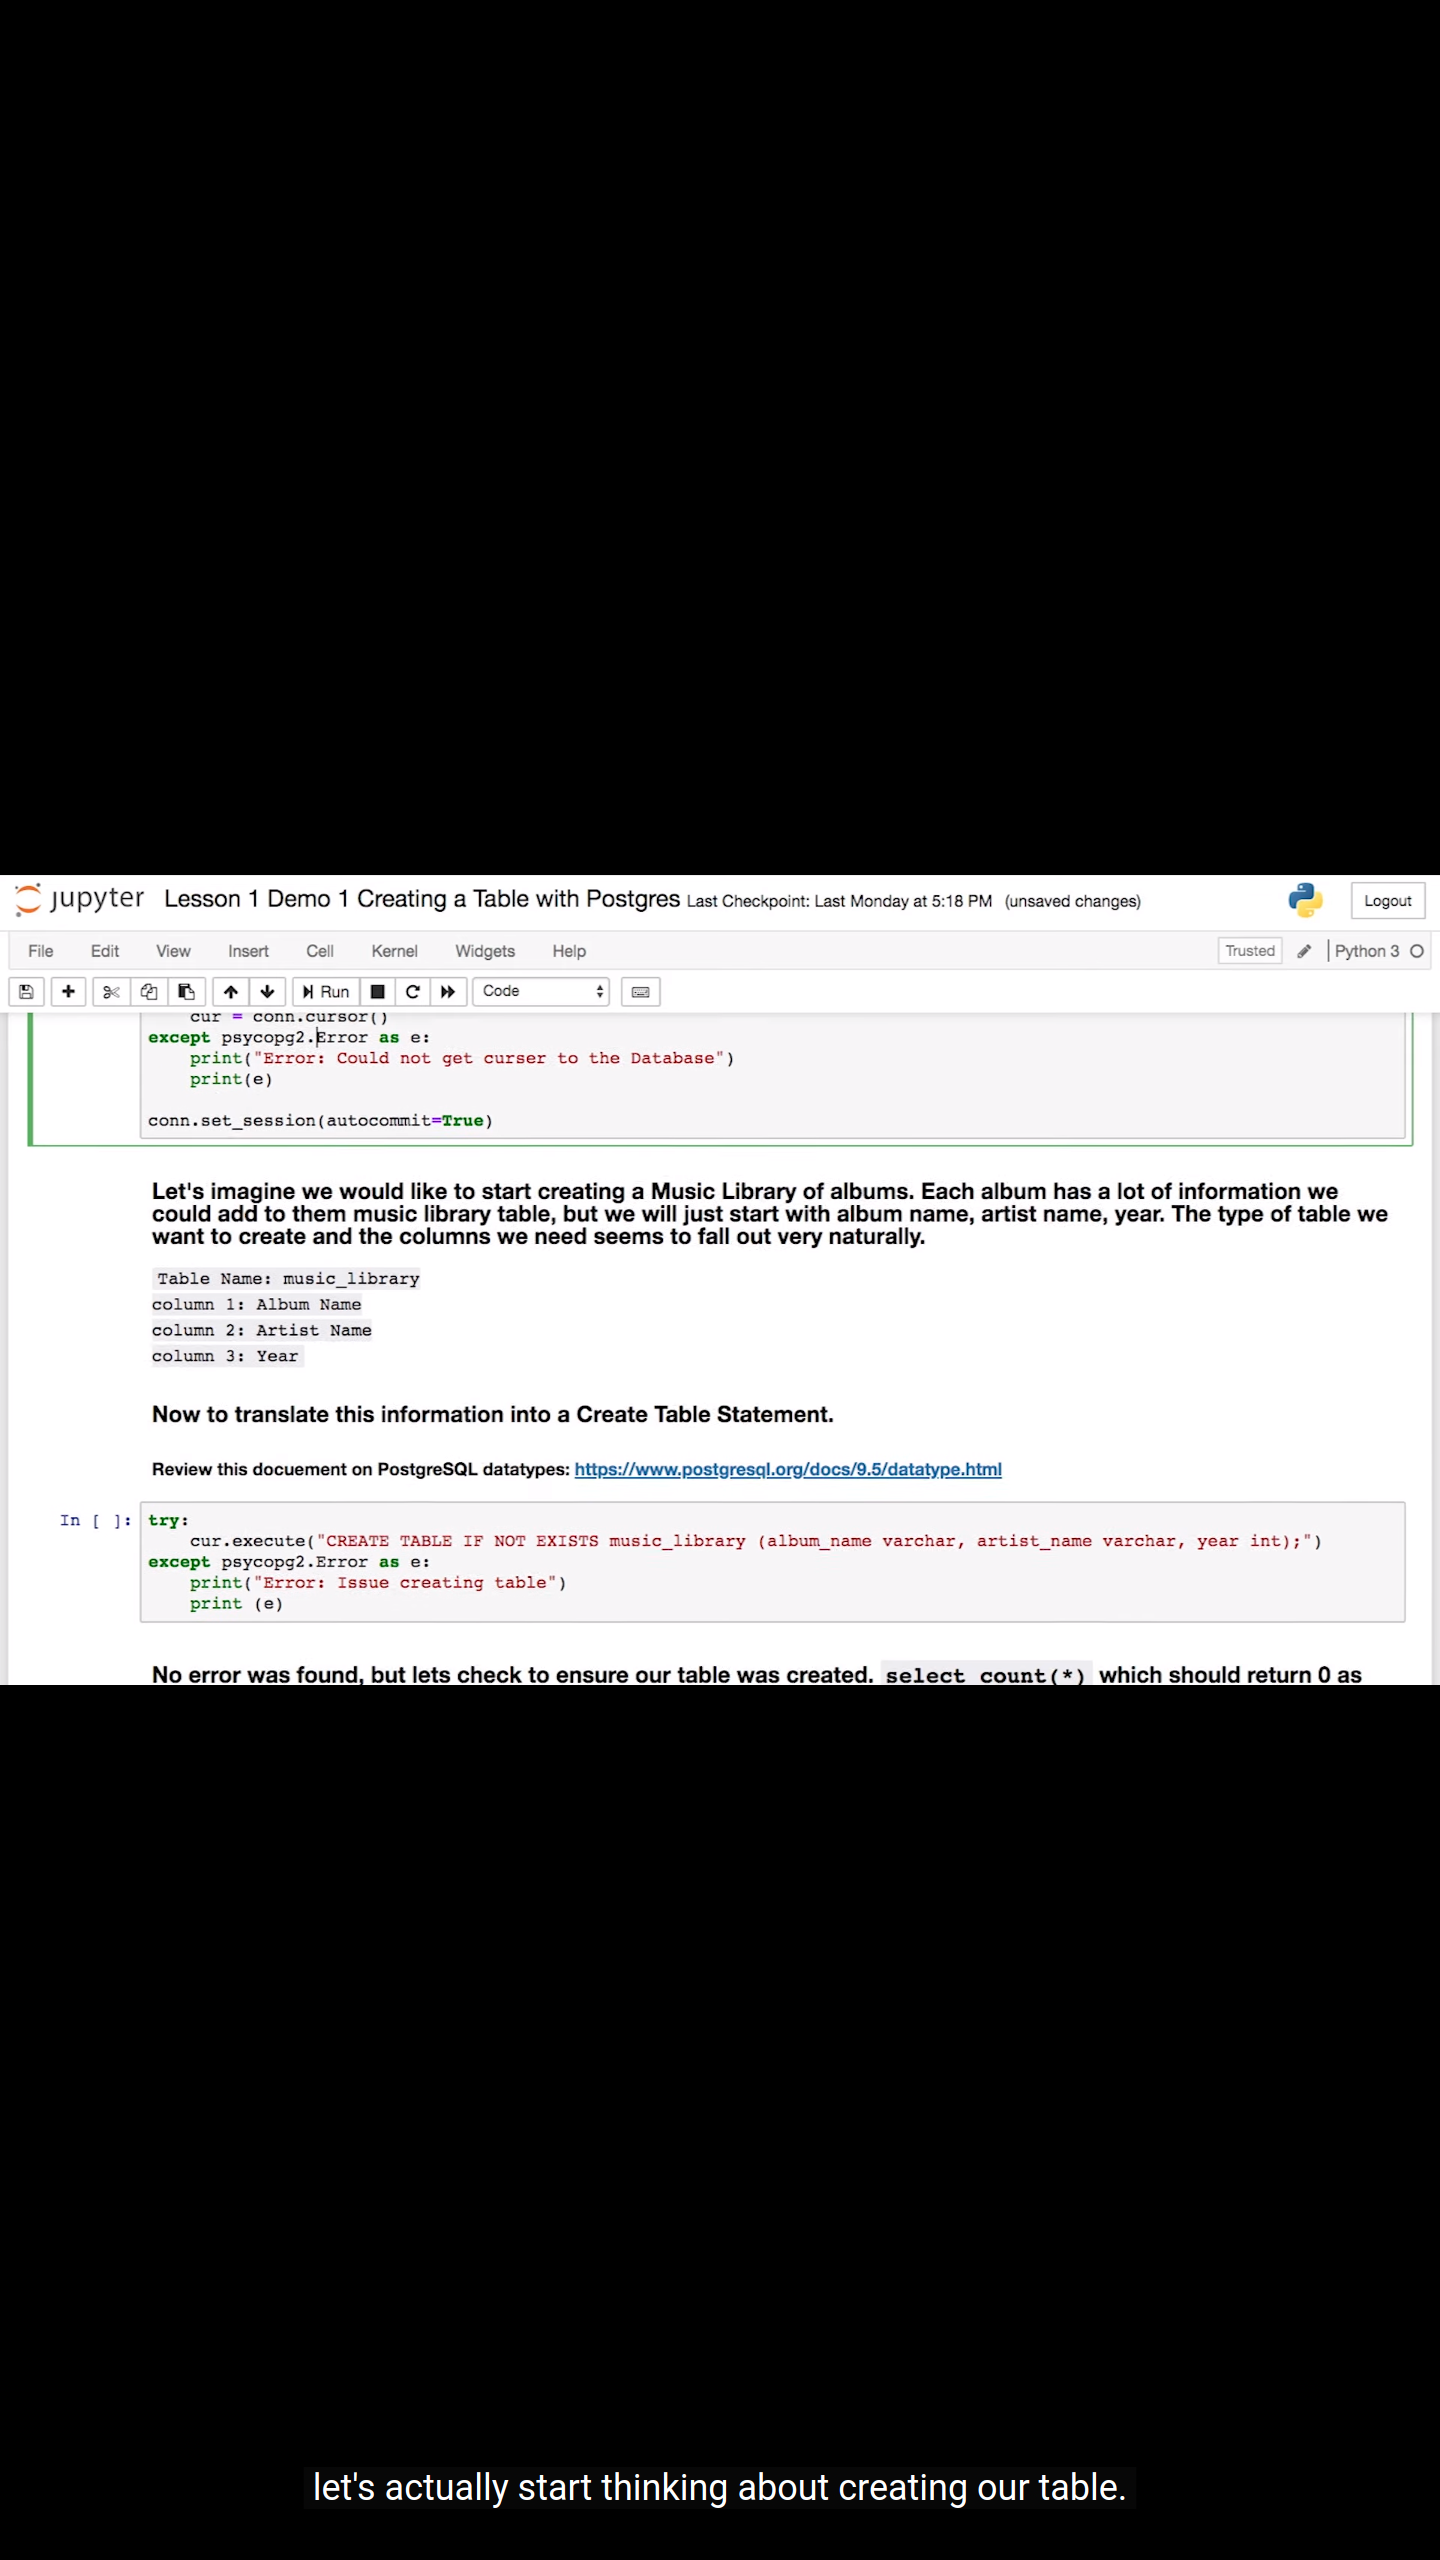 jupyter Lesson 1 Demo 1 Creating a Table with Postgres Last Checkpoint: Last Monday at 5:18 PM (unsaved changes) Logout
File Edit View Insert Cell Kernel Widgets Help Trusted Python 3
Run Code
cur = conn.cursor()
except psycopg2.Error as e:
print("Error: Could not get curser to the Database")
print(e)
conn.set_session(autocommit=True)
Let's imagine we would like to start creating a Music Library of albums. Each album has a lot of information we
could add to them music library table, but we will just start with album name, artist name, year. The type of table we
want to create and the columns we need seems to fall out very naturally.
Table Name: music_library
column 1: Album Name
column 2: Artist Name
column 3: Year
Now to translate this information into a Create Table Statement.
Review this docuement on PostgreSQL datatypes: https://www.postgresql.org/docs/9.5/datatype.html
In [ ]: try:
cur.execute("CREATE TABLE IF NOT EXISTS music_library (album_name varchar, artist_name varchar, year int);")
except psycopg2.Error as e:
print("Error: Issue creating table")
print (e)
No error was found, but lets check to ensure our table was created. select count(*) which should return 0 as
let's actually start thinking about creating our table.